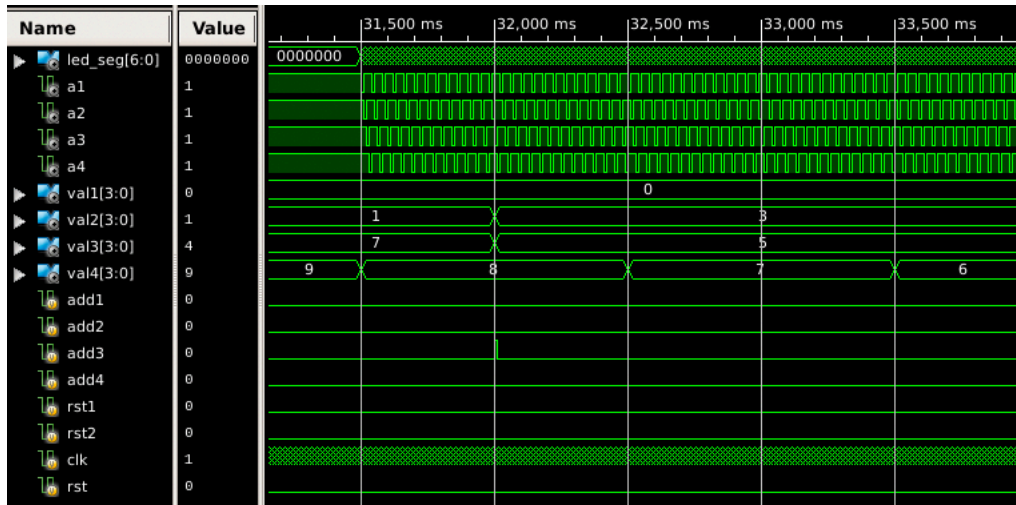 Name Value 31,500 ms 32,000 ms 32,500 ms 33,000 ms 33,500 ms
led_seg[6:0] 0000000 0000000
a1 1
a2 1
a3 1
a4 1
val1[3:0] 0 0
val2[3:0] 1 1 3
val3[3:0] 4 7 5
val4[3:0] 9 9 8 7 6
add1 0
add2 0
add3 0
add4 0
rst1 0
rst2 0
clk 1
rst 0